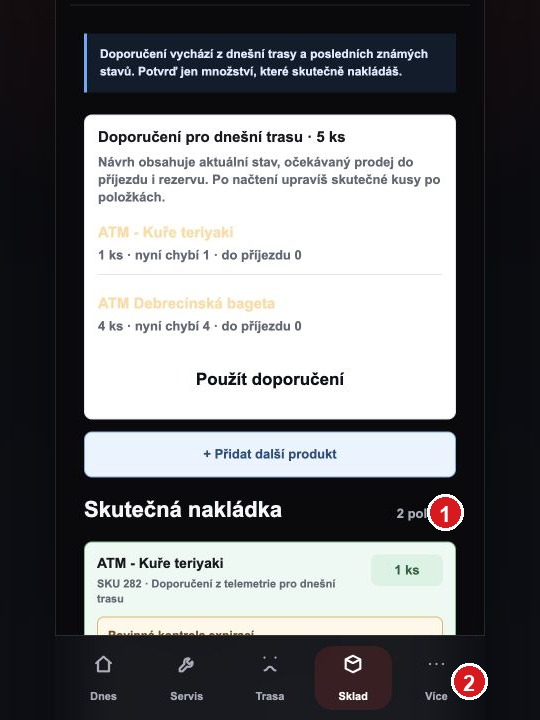 Doporučení vychází z dnešní trasy a posledních známých
stavů. Potvrď jen množství, které skutečně nakládáš.
Doporučení pro dnešní trasu · 5 ks
Návrh obsahuje aktuální stav, očekávaný prodej do
příjezdu i rezervu. Po načtení upravíš skutečné kusy po
položkách.
ATM - Kuře teriyaki
1 ks · nyní chybí 1 · do příjezdu 0
ATM Debrecínská bageta
4 ks · nyní chybí 4 · do příjezdu 0
Použít doporučení
+ Přidat další produkt
Skutečná nakládka
2 pol
1
ATM - Kuře teriyaki
1 ks
SKU 282 · Doporučení z telemetrie pro dnešní
trasu
Povinná kontrola expirací
Dnes
Servis
Trasa
Sklad
Více
2